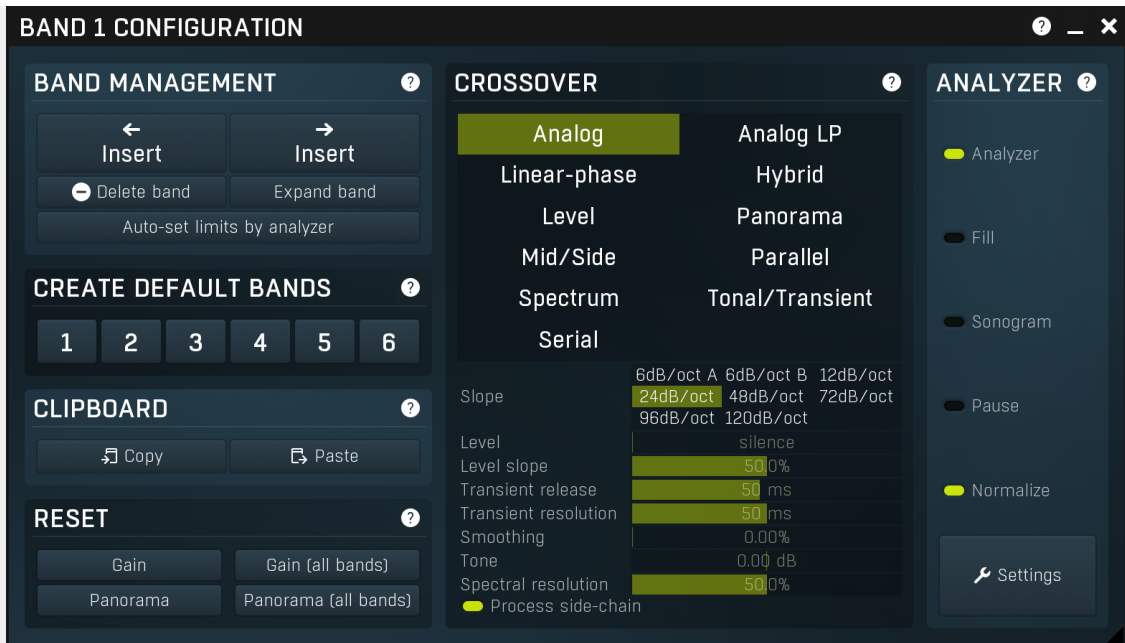 BAND 1 CONFIGURATION
BAND MANAGEMENT
Insert Insert
Delete band Expand band
Auto-set limits by analyzer
CREATE DEFAULT BANDS
1 2 3 4 5 6
CLIPBOARD
Copy Paste
RESET
Gain Gain (all bands)
Panorama Panorama (all bands)
CROSSOVER
Analog Analog LP
Linear-phase Hybrid
Level Panorama
Mid/Side Parallel
Spectrum Tonal/Transient
Serial
6dB/oct A 6dB/oct B 12dB/oct
Slope 24dB/oct 48dB/oct 72dB/oct
96dB/oct 120dB/oct
Level silence
Level slope 50.0%
Transient release 50 ms
Transient resolution 50 ms
Smoothing 0.00%
Tone 0.00 dB
Spectral resolution 50.0%
Process side-chain
ANALYZER
Analyzer
Fill
Sonogram
Pause
Normalize
Settings